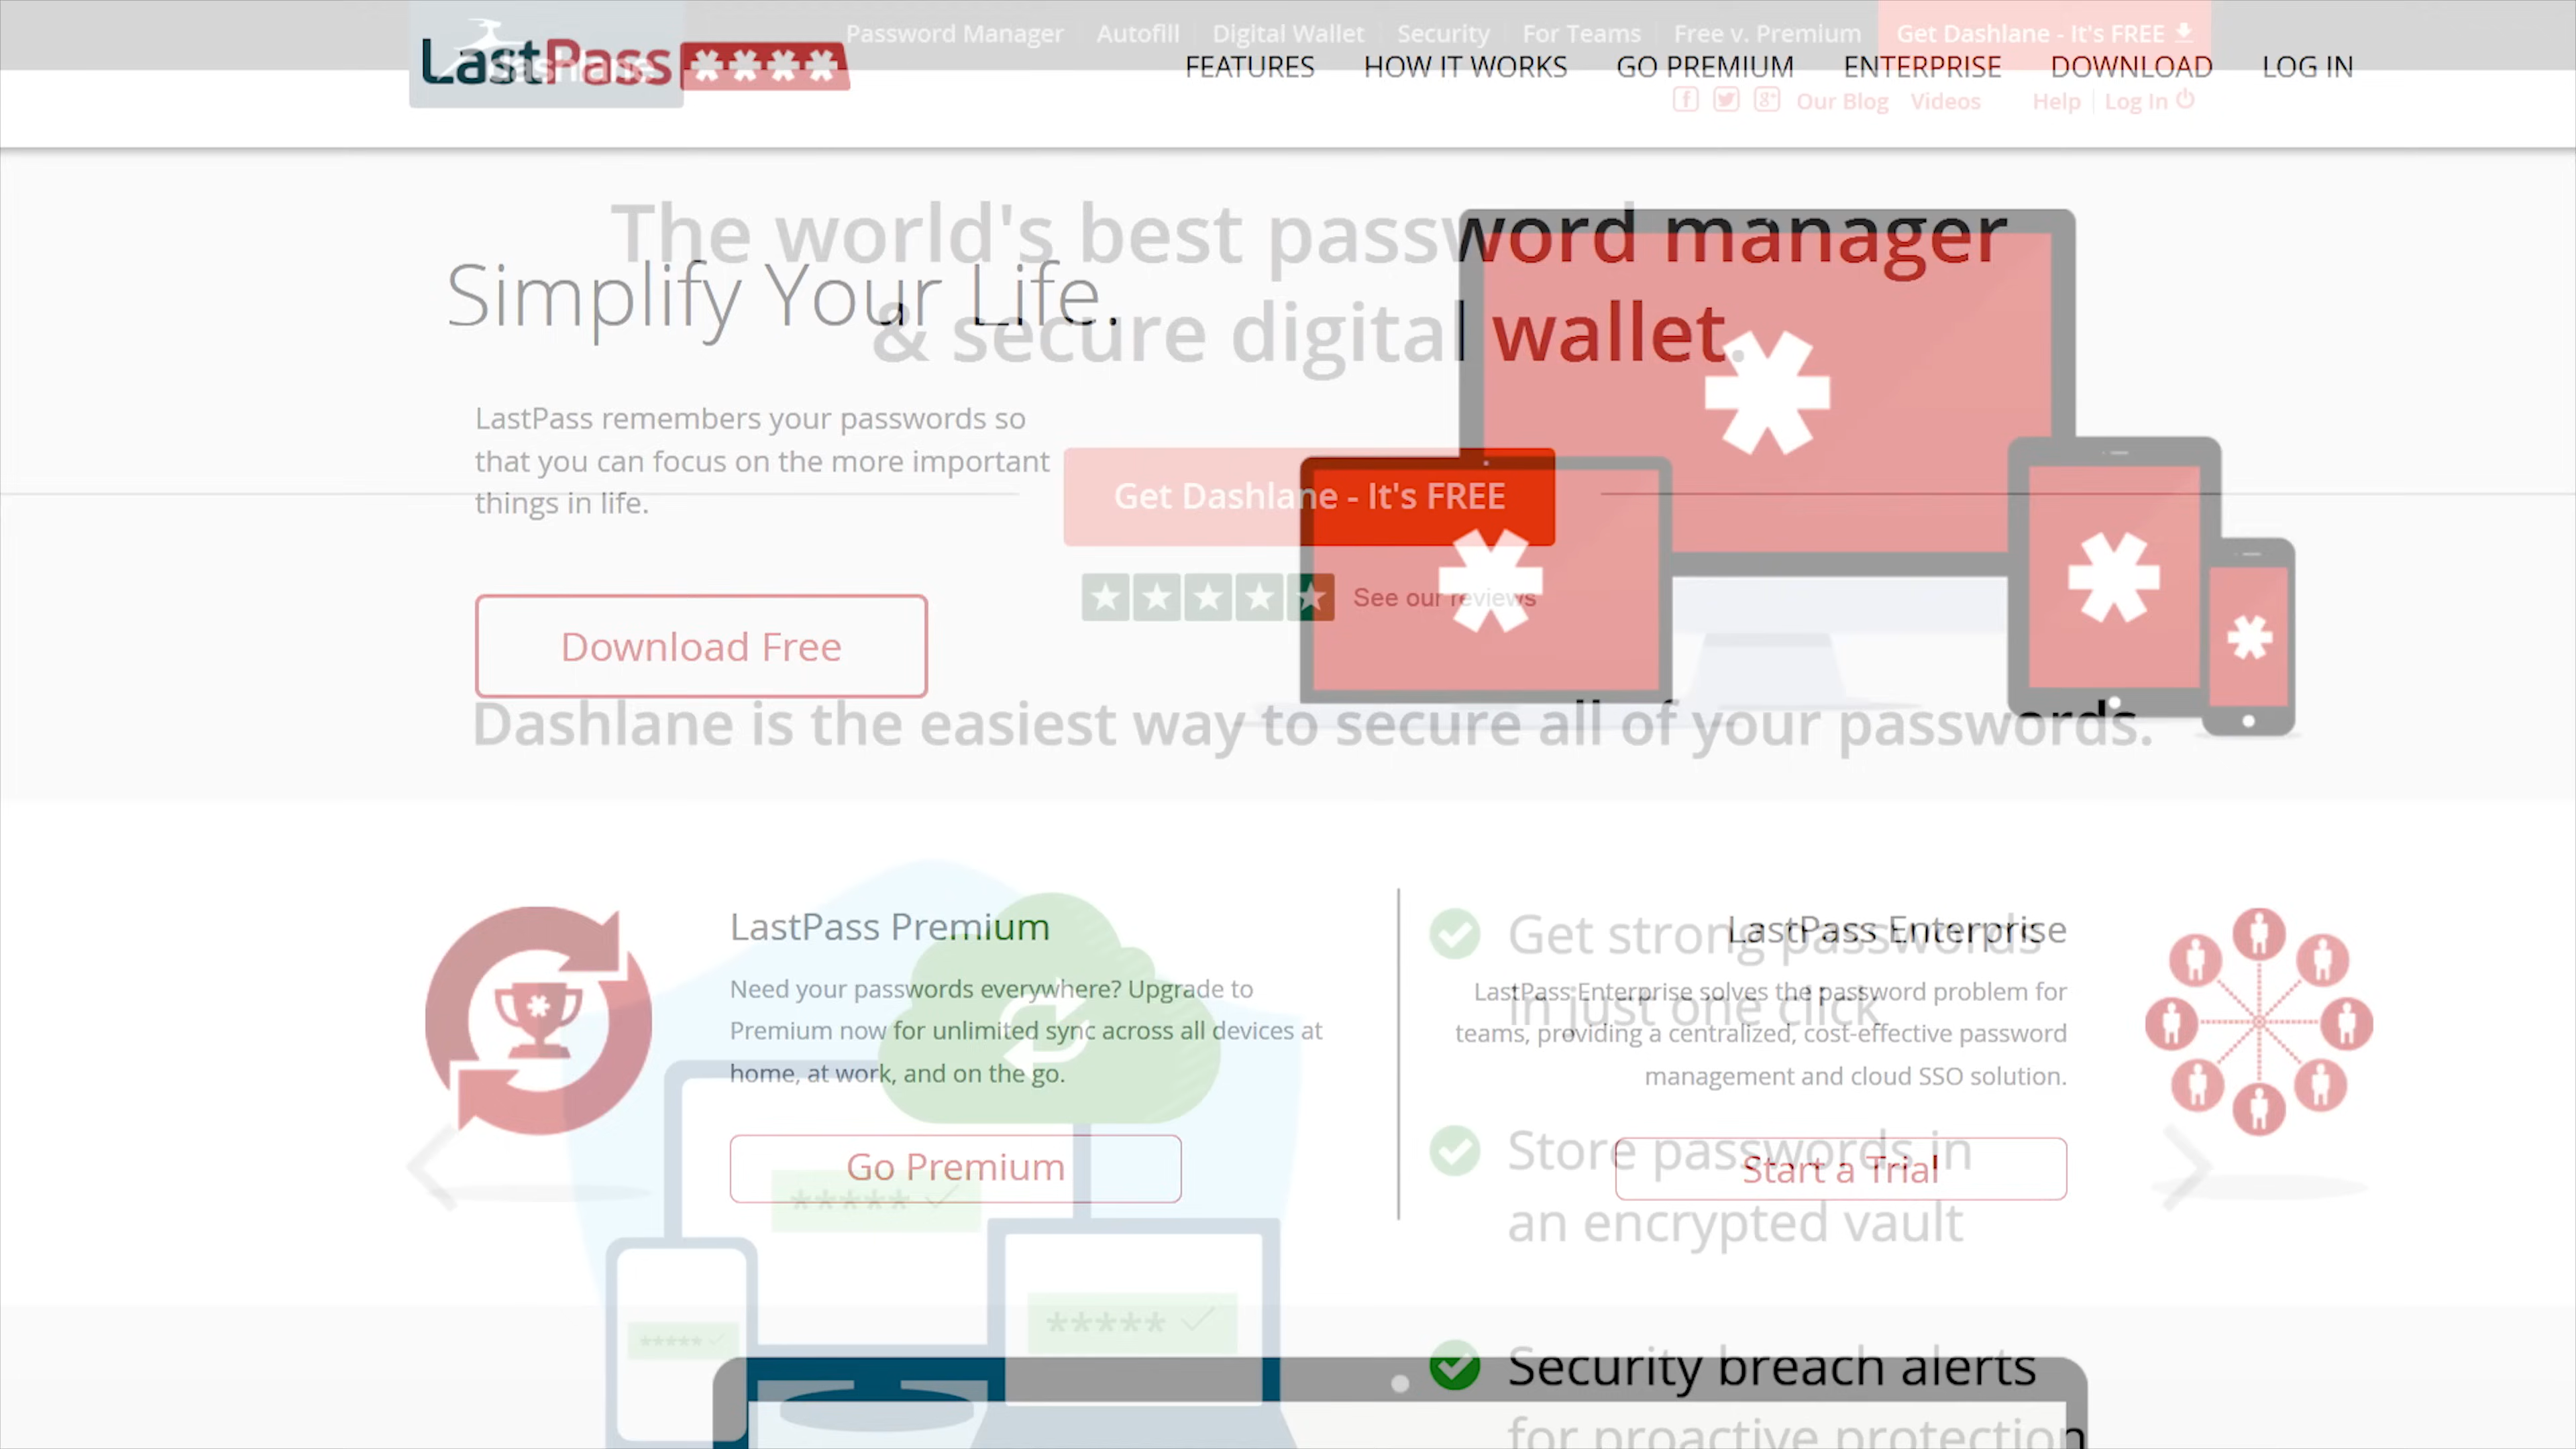 LastPass ****
Dashlane
Password Manager
Autofill
Digital Wallet
Security
For Teams
Free v. Premium
Get Dashlane - It's FREE
FEATURES
HOW IT WORKS
GO PREMIUM
ENTERPRISE
DOWNLOAD
LOG IN
Our Blog
Videos
Help
Log In
The world's best password manager
& secure digital wallet.
Simplify Your Life.
LastPass remembers your passwords so
that you can focus on the more important
things in life.
Get Dashlane - It's FREE
See our reviews
Download Free
Dashlane is the easiest way to secure all of your passwords.
LastPass Premium
Need your passwords everywhere? Upgrade to
Premium now for unlimited sync across all devices at
home, at work, and on the go.
Go Premium
Get strong passwords
in just one click
LastPass Enterprise
LastPass Enterprise solves the password problem for
teams, providing a centralized, cost-effective password
management and cloud SSO solution.
Start a Trial
Store passwords in
an encrypted vault
*****
*****
*****
Security breach alerts
for proactive protection